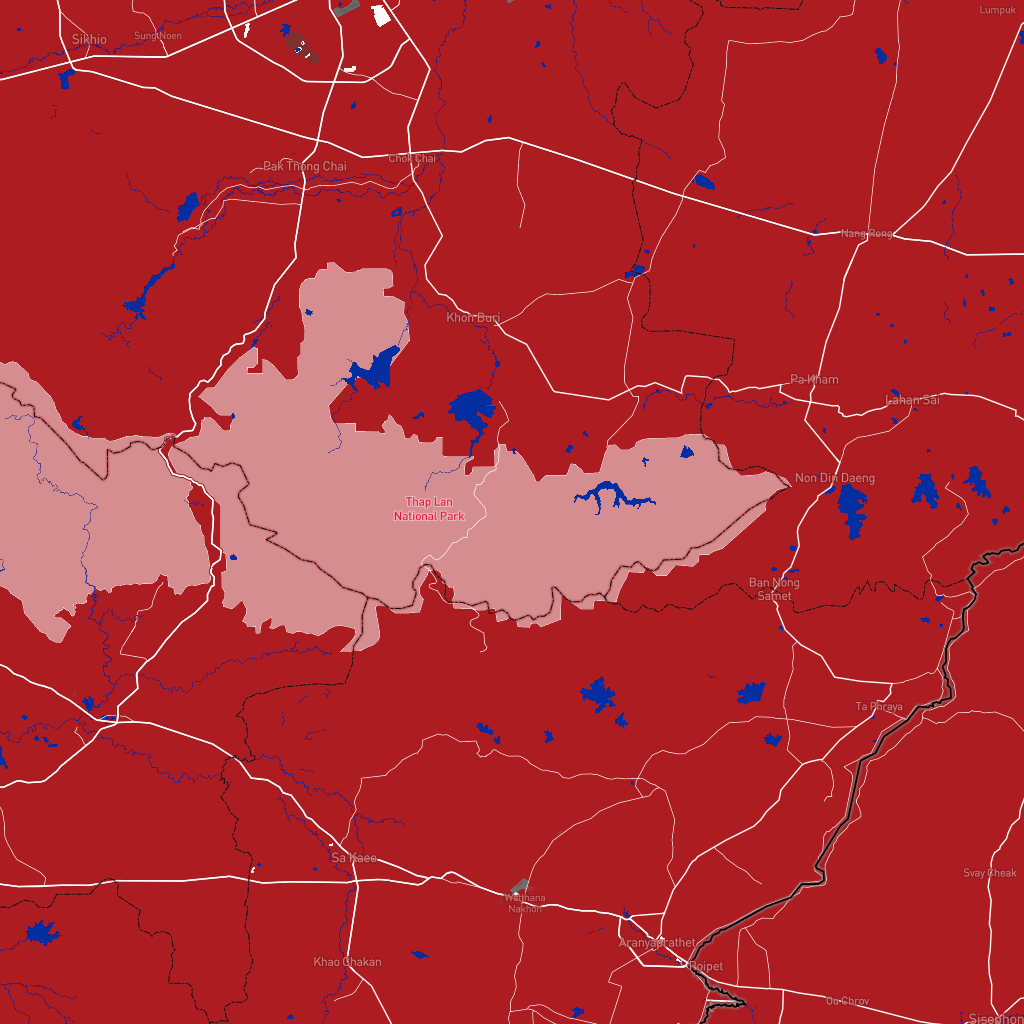 Lumpuk
Sikhio
Sung Noen
Pak Thong Chai
Chok Chai
Nang Rong
Khon Buri
Pa Kham
Lahan Sai
Non Din Daeng
Thap Lan
National Park
Ban Nong
Samet
Ta Phraya
Sa Kaeo
Svay Cheak
Watthana
Nakhon
Aranyaprathet
Khao Chakan
Poipet
Ou Chrov
Sisophon